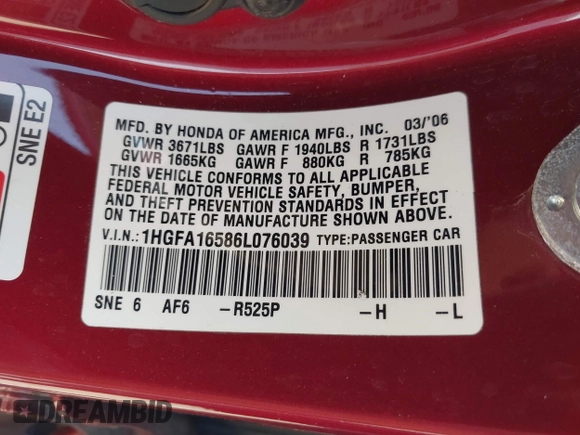 SNE E2
MFD. BY HONDA OF AMERICA MFG., INC. 03/'06
GVWR 3671LBS GAWR F 1940LBS R 1731LBS
GVWR 1665KG GAWR F 880KG R 785KG
THIS VEHICLE CONFORMS TO ALL APPLICABLE
FEDERAL MOTOR VEHICLE SAFETY, BUMPER,
AND THEFT PREVENTION STANDARDS IN EFFECT
ON THE DATE OF MANUFACTURE SHOWN ABOVE.
V.I.N.: 1HGFA16586L076039 TYPE:PASSENGER CAR
SNE 6 AF6 –R525P –H –L
DREAMBID